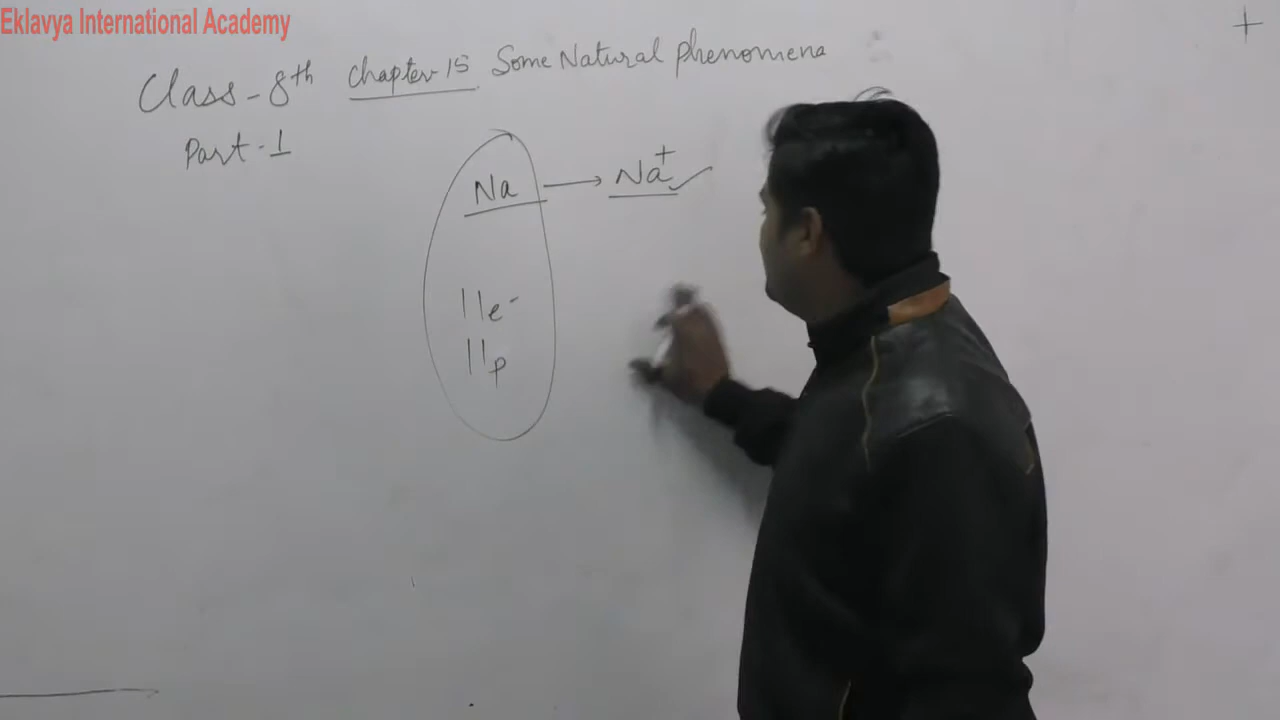 Eklavya International Academy
+
Class - 8th Chapter 15 Some Natural Phenomena
Part - 1
Na → Na⁺ ✓
11e⁻
11p